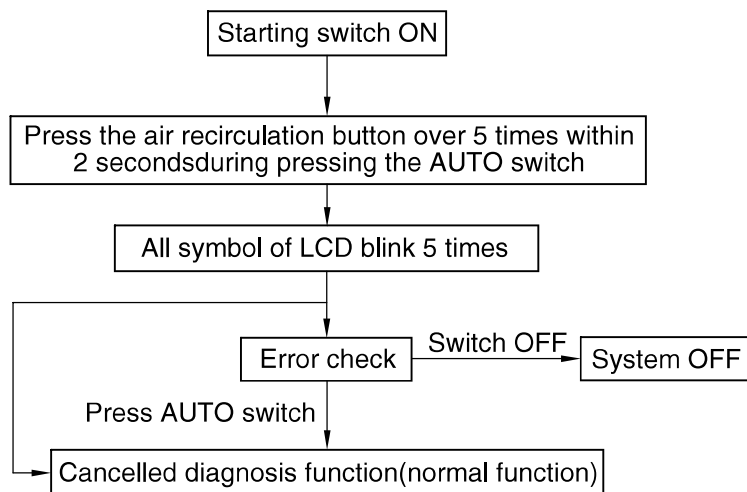 Starting switch ON
Press the air recirculation button over 5 times within
2 secondsduring pressing the AUTO switch
All symbol of LCD blink 5 times
Error check
Switch OFF
System OFF
Press AUTO switch
Cancelled diagnosis function(normal function)